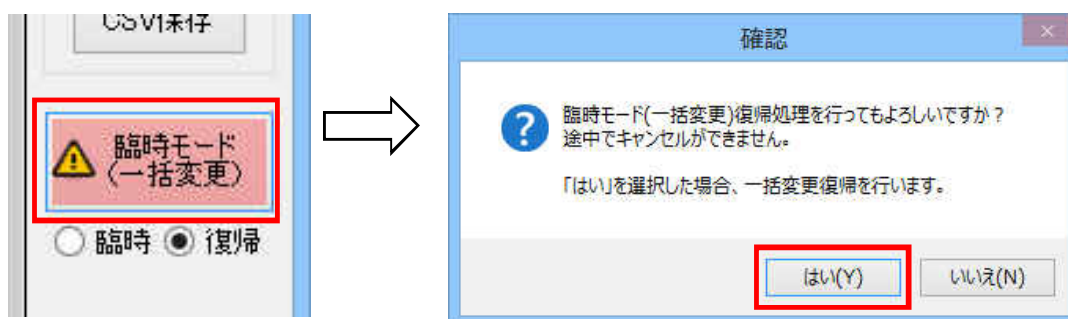 CSV保存
臨時モード
(一括変更)
臨時 復帰
確認
臨時モード(一括変更)復帰処理を行ってもよろしいですか？
途中でキャンセルができません。
「はい」を選択した場合、一括変更復帰を行います。
はい(Y) いいえ(N)